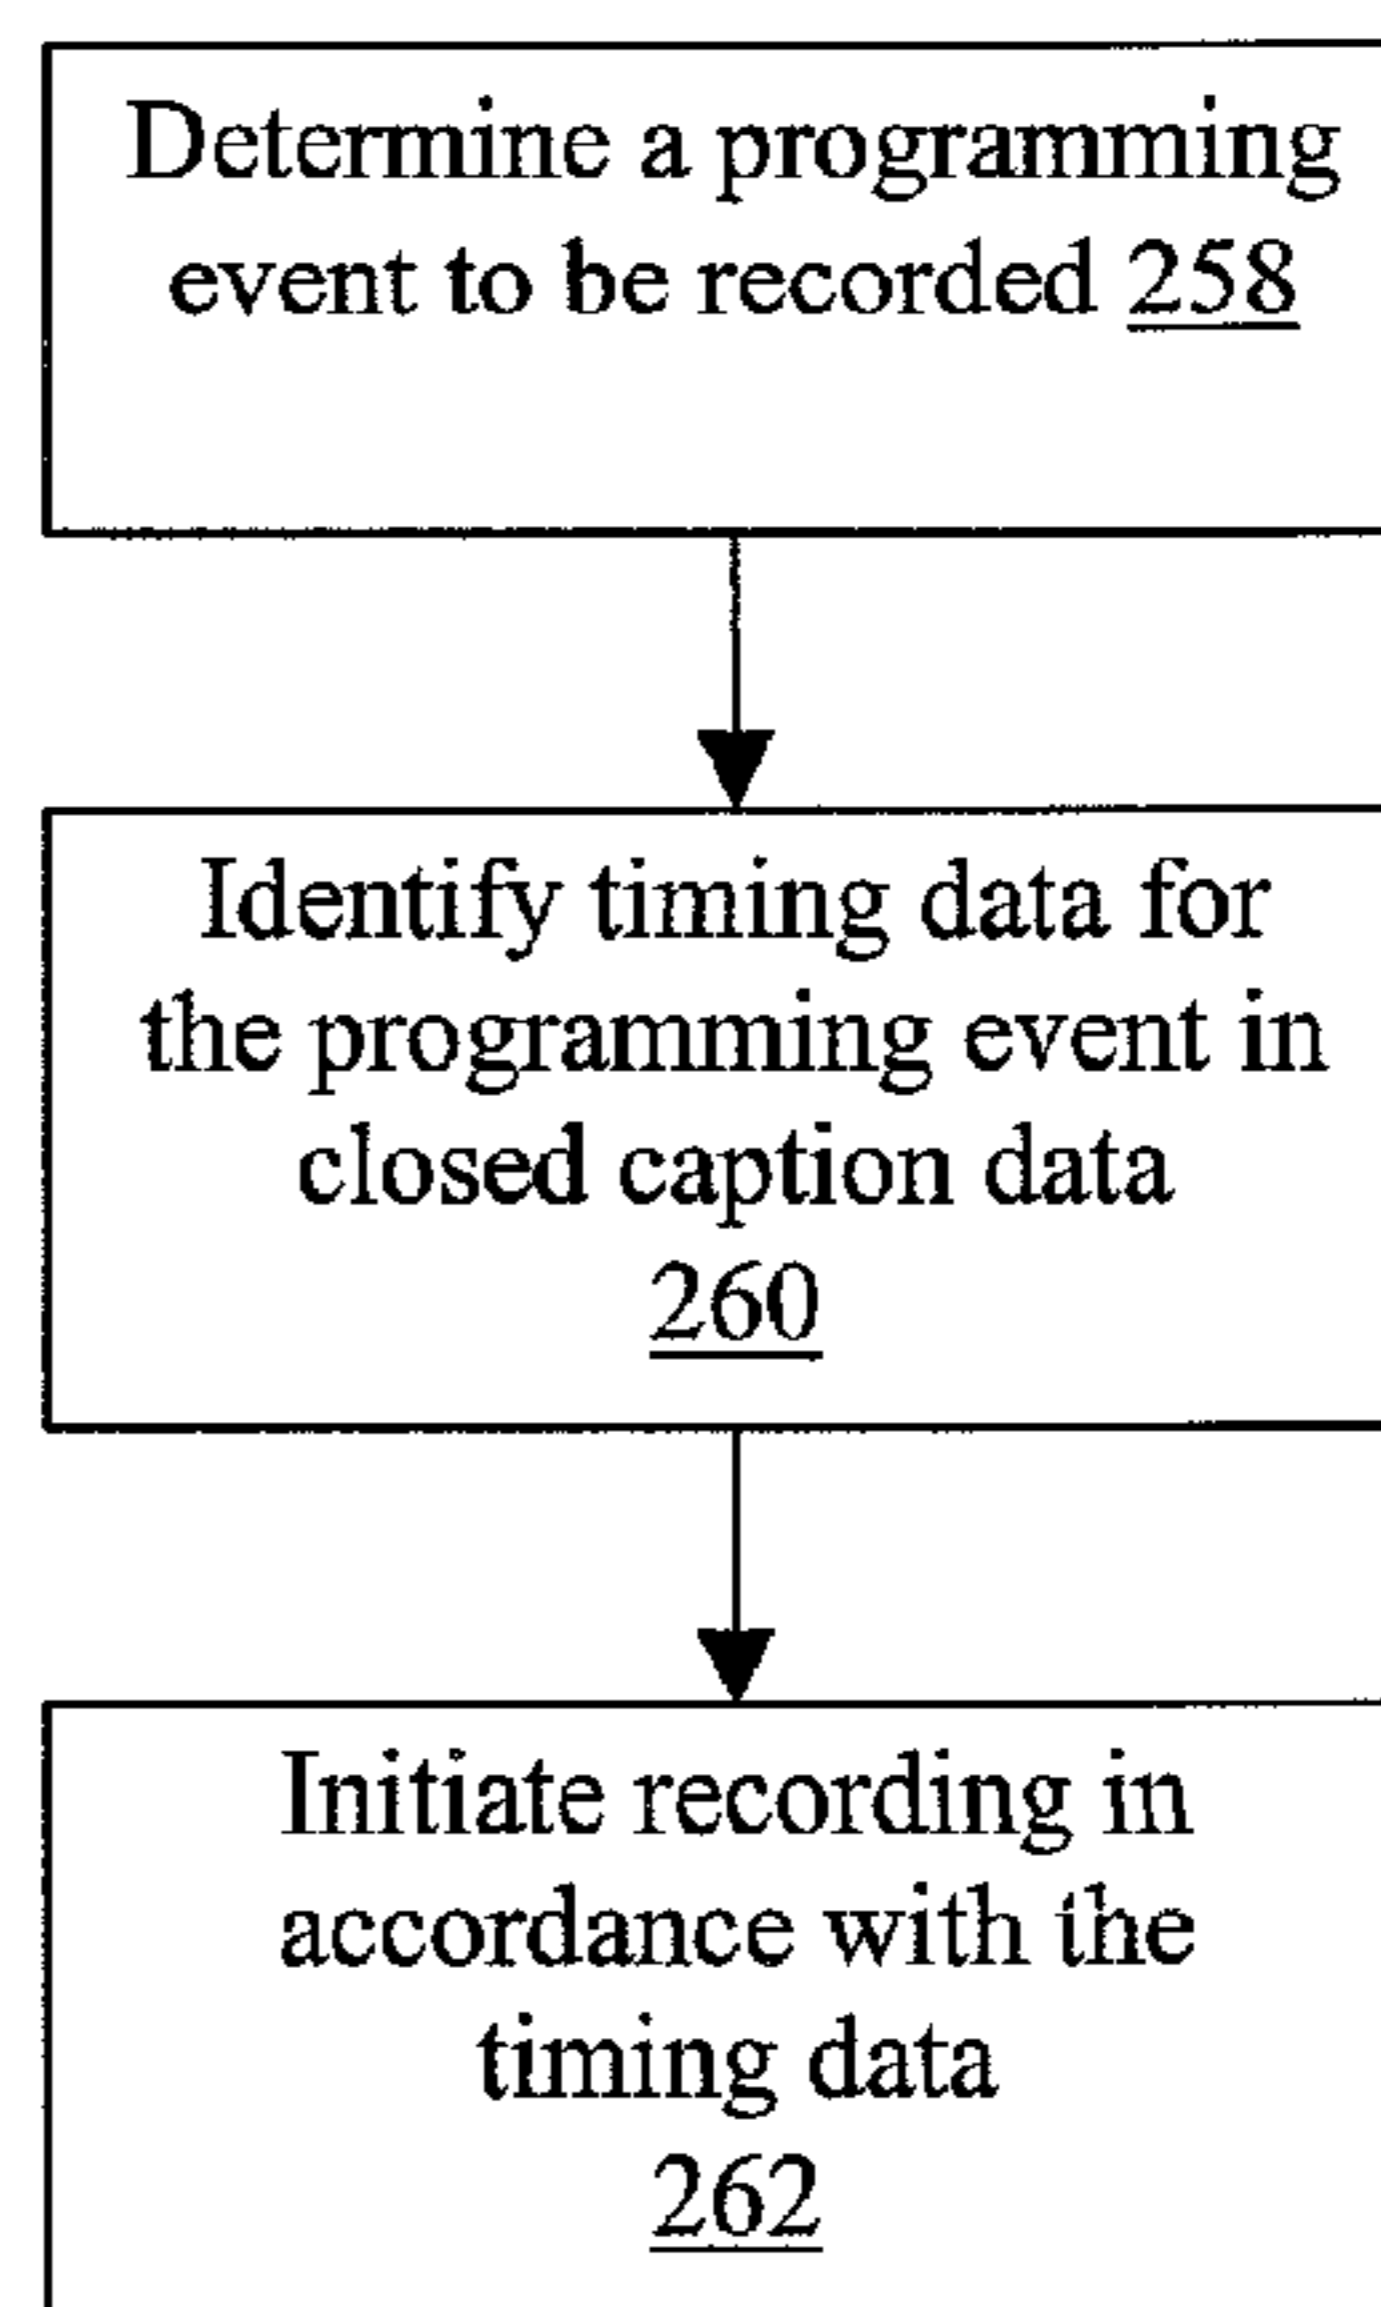 Determine a programming
event to be recorded 258
Identify timing data for
the programming event in
closed caption data
260
Initiate recording in
accordance with the
timing data
262